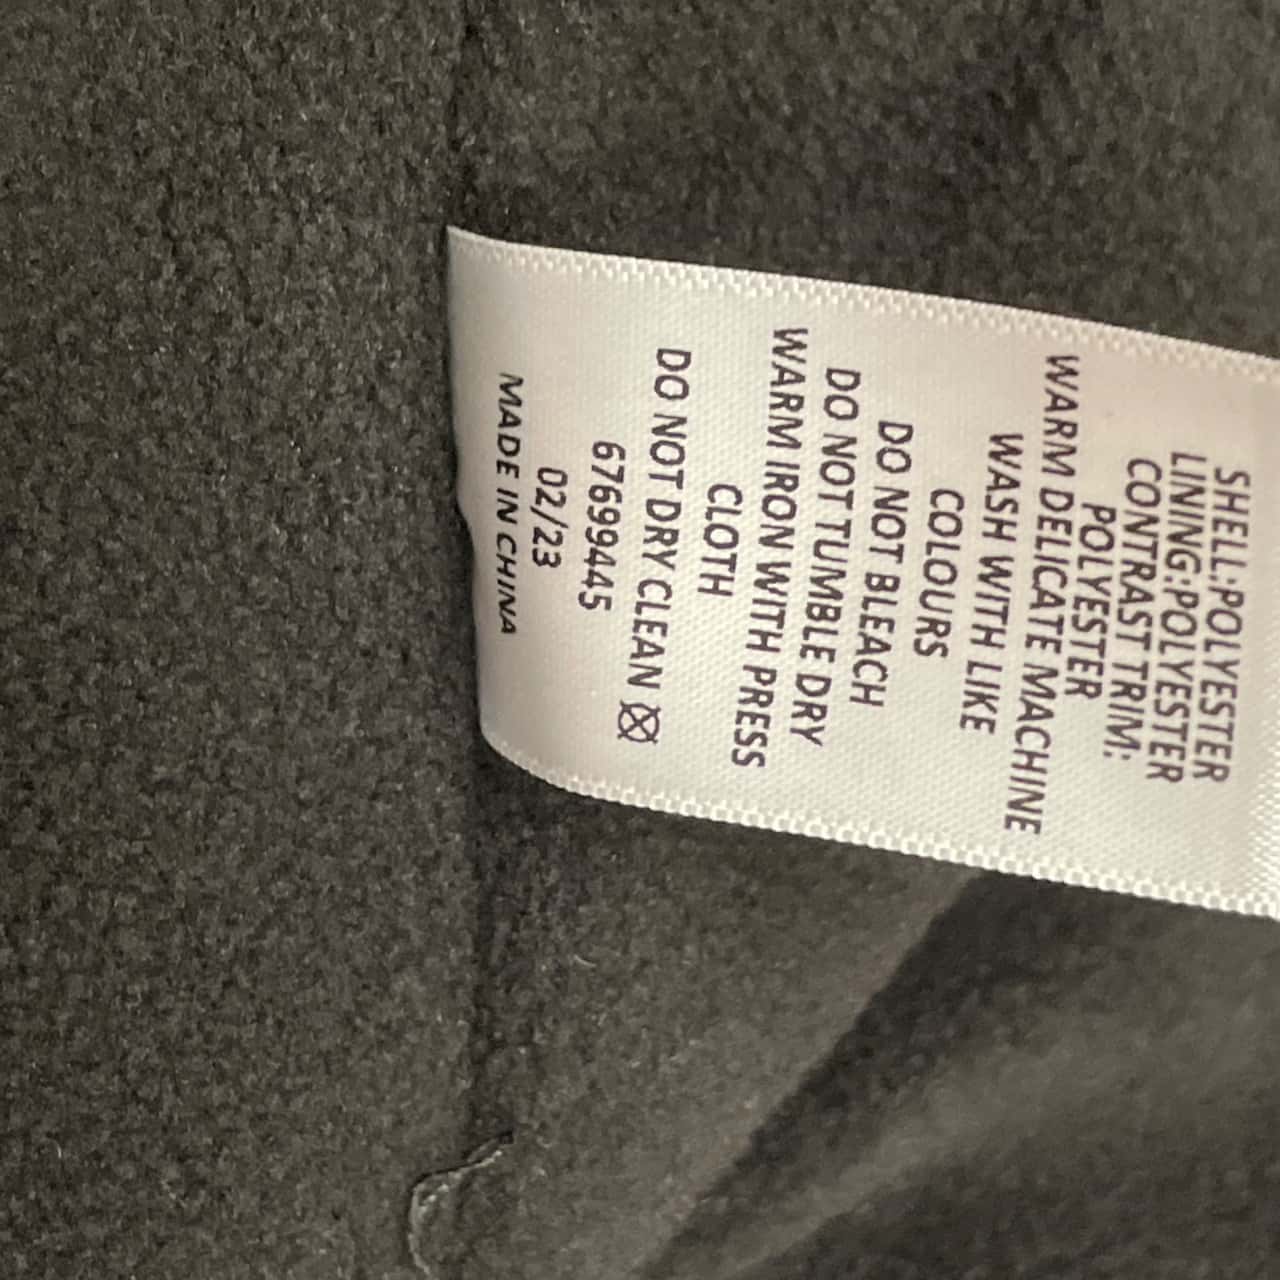 SHELL:POLYESTER
LINING:POLYESTER
CONTRAST TRIM:
POLYESTER
WARM DELICATE MACHINE
WASH WITH LIKE
COLOURS
DO NOT BLEACH
DO NOT TUMBLE DRY
WARM IRON WITH PRESS
CLOTH
DO NOT DRY CLEAN
67699445
02/23
MADE IN CHINA